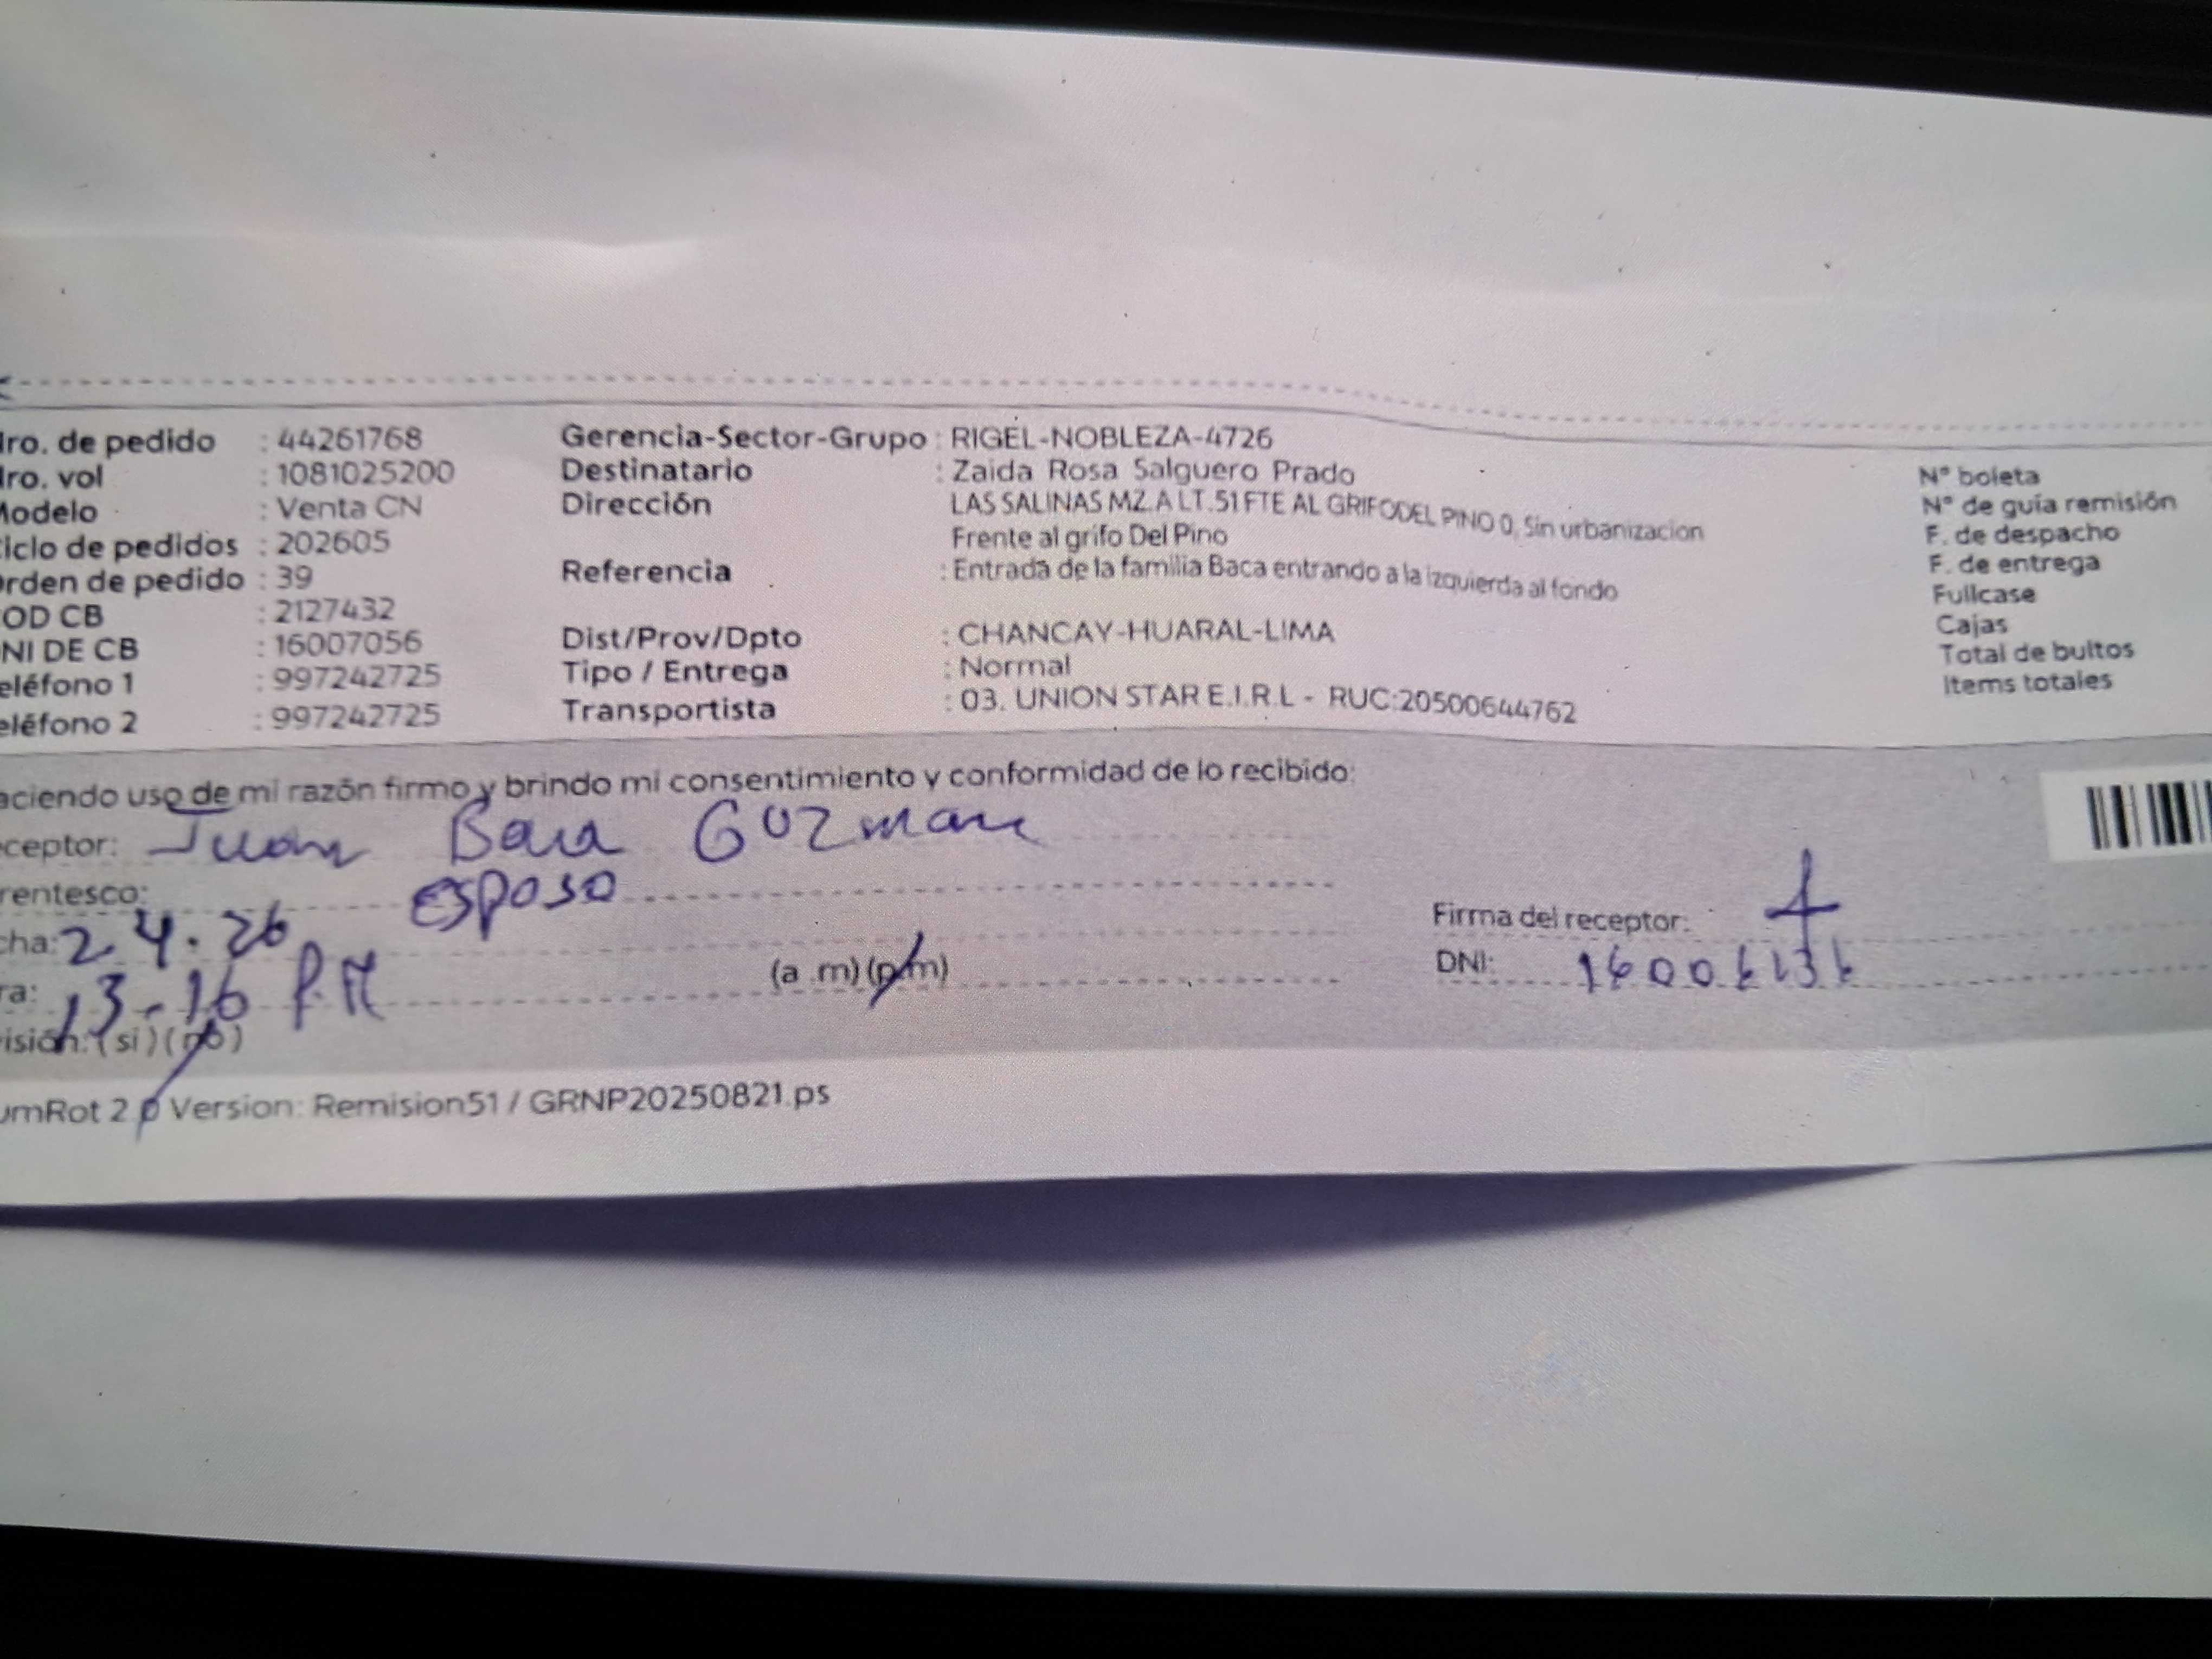 ro. de pedido : 44261768
ro. vol : 1081025200
Modelo : Venta CN
iclo de pedidos : 202605
rden de pedido : 39
OD CB : 2127432
NI DE CB : 16007056
eléfono 1 : 997242725
eléfono 2 : 997242725
Gerencia-Sector-Grupo : RIGEL-NOBLEZA-4726
Destinatario : Zaida Rosa Salguero Prado
Dirección LAS SALINAS MZ.A LT.51 FTE AL GRIFODEL PINO 0, Sin urbanizacion
Frente al grifo Del Pino
Referencia : Entrada de la familia Baca entrando a la izquierda al fondo
Dist/Prov/Dpto : CHANCAY-HUARAL-LIMA
Tipo / Entrega : Normal
Transportista : 03. UNION STAR E.I.R.L - RUC:20500644762
N° boleta
N° de guía remisión
F. de despacho
F. de entrega
Fullcase
Cajas
Total de bultos
Items totales
aciendo uso de mi razón firmo y brindo mi consentimiento y conformidad de lo recibido:
ceptor: Juan Baca Guzman
rentesco: esposo
cha: 2.4.26
ra: 13-16 P.M (a .m) (p.m)
isión: (si) (no)
Firma del receptor:
DNI:
umRot 2.0 Version: Remision51 / GRNP20250821.ps